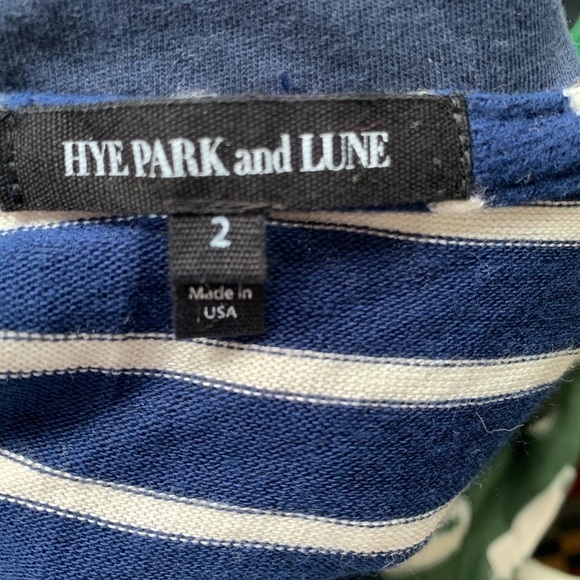 HYE PARK and LUNE
2
Made in
USA